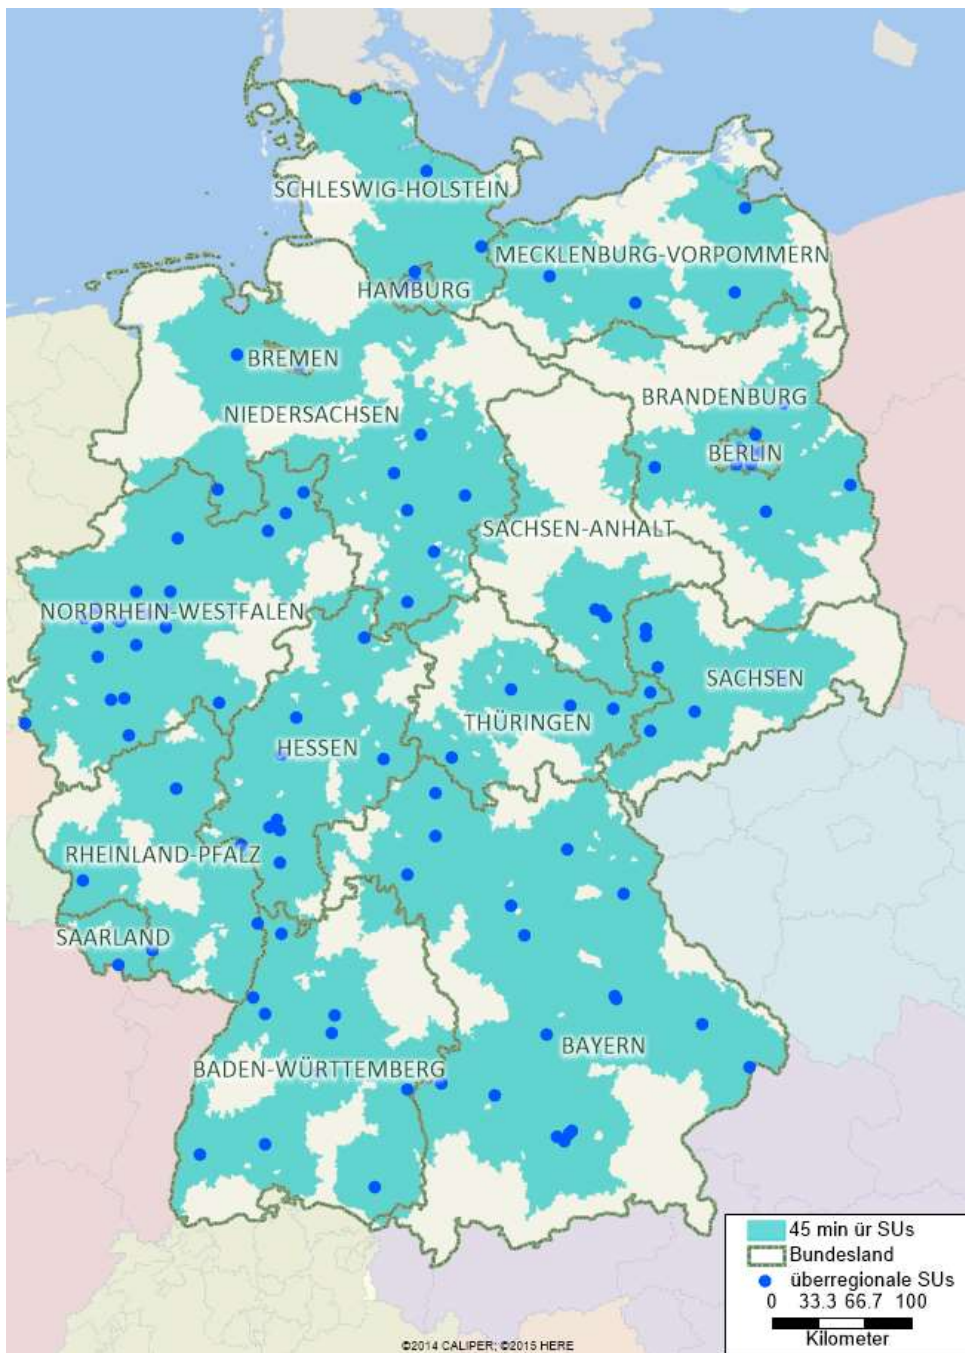 SCHLESWIG-HOLSTEIN
MECKLENBURG-VORPOMMERN
HAMBURG
BREMEN
BRANDENBURG
NIEDERSACHSEN
BERLIN
SACHSEN-ANHALT
NORDRHEIN-WESTFALEN
SACHSEN
THÜRINGEN
HESSEN
RHEINLAND-PFALZ
SAARLAND
BAYERN
BADEN-WÜRTTEMBERG
45 min ür SUs
Bundesland
überregionale SUs
0 33.3 66.7 100
Kilometer
©2014 CALIPER; ©2015 HERE